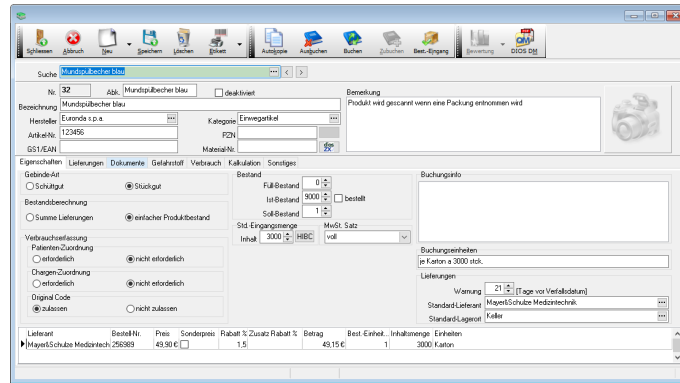 Schliessen Abbruch Neu Speichern Löschen Etikett Autokopie Ausbuchen Buchen Zubuchen Best.-Eingang Bewertung DIOS DM
Suche Mundspülbecher blau
Nr. 32 Abk. Mundspülbecher blau deaktiviert Bemerkung
Bezeichnung Mundspülbecher blau Produkt wird gescannt wenn eine Packung entnommen wird
Hersteller Euronda s.p.a. Kategorie Einwegartikel
Artikel-Nr. 123456 PZN
GS1/EAN Material-Nr.
Eigenschaften Lieferungen Dokumente Gefahrstoff Verbrauch Kalkulation Sonstiges
Gebinde-Art Bestand Buchungsinfo
Schüttgut Stückgut Full-Bestand 0
Ist-Bestand 9000 bestellt
Bestandsberechnung Soll-Bestand 1
Summe Lieferungen einfacher Produktbestand
Std.-Eingangsmenge MwSt. Satz
Inhalt 3000 HIBC voll
Verbrauchserfassung
Patienten-Zuordnung Buchungseinheiten
erforderlich nicht erforderlich je Karton a 3000 stck.
Chargen-Zuordnung Lieferungen
erforderlich nicht erforderlich Warnung 21 [Tage vor Verfallsdatum]
Original Code Standard-Lieferant Mayer&Schulze Medizintechnik
zulassen nicht zulassen Standard-Lagerort Keller
Lieferant Bestell-Nr. Preis Sonderpreis Rabatt % Zusatz Rabatt % Betrag Best.-Einheit... Inhaltsmenge Einheiten
Mayer&Schulze Medizintech 256989 49,90 € 1,5 49,15 € 1 3000 Karton